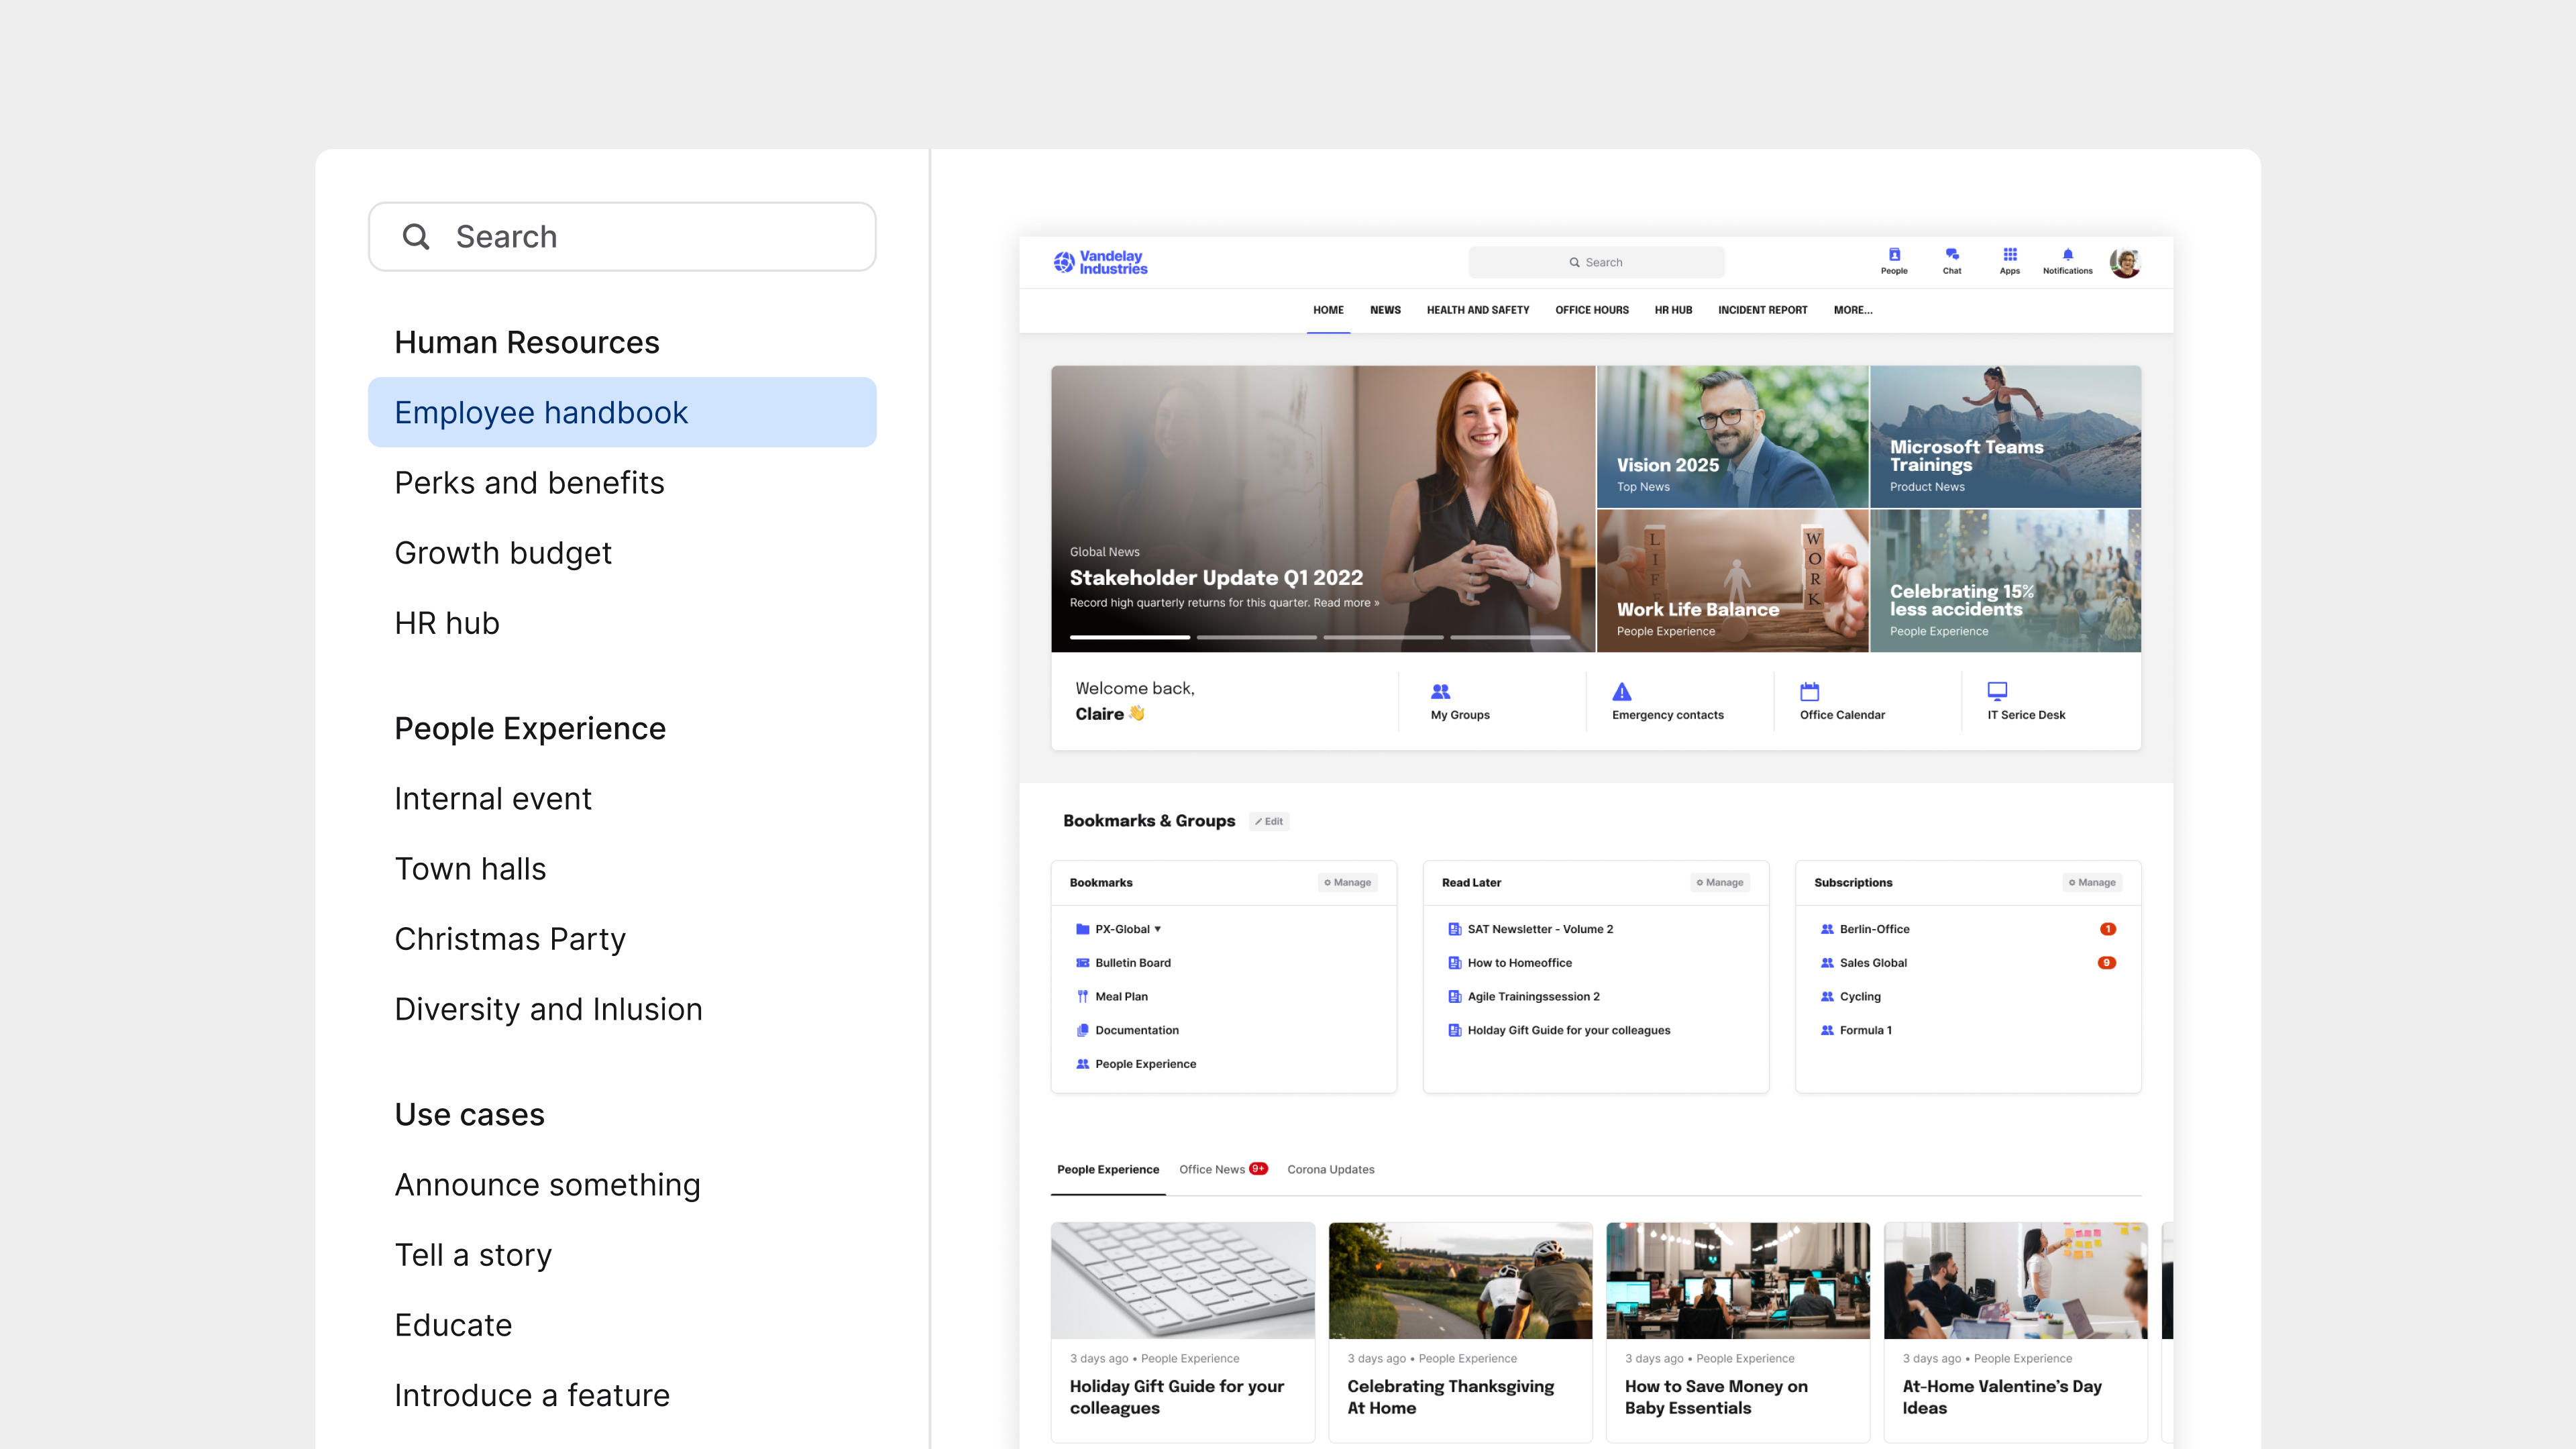 Search
Human Resources
Employee handbook
Perks and benefits
Growth budget
HR hub
People Experience
Internal event
Town halls
Christmas Party
Diversity and Inlusion
Use cases
Announce something
Tell a story
Educate
Introduce a feature
Vandelay
Industries
Search
People
Chat
Apps
Notifications
HOME
NEWS
HEALTH AND SAFETY
OFFICE HOURS
HR HUB
INCIDENT REPORT
MORE...
Global News
Stakeholder Update Q1 2022
Record high quarterly returns for this quarter. Read more »
Vision 2025
Top News
Microsoft Teams
Trainings
Product News
LIFE
WORK
Work Life Balance
People Experience
Celebrating 15%
less accidents
People Experience
Welcome back,
Claire 👋
My Groups
Emergency contacts
Office Calendar
IT Serice Desk
Bookmarks & Groups
Edit
Bookmarks
Manage
PX-Global ▾
Bulletin Board
Meal Plan
Documentation
People Experience
Read Later
Manage
SAT Newsletter - Volume 2
How to Homeoffice
Agile Trainingssession 2
Holday Gift Guide for your colleagues
Subscriptions
Manage
Berlin-Office 1
Sales Global 9
Cycling
Formula 1
People Experience
Office News 9+
Corona Updates
3 days ago • People Experience
Holiday Gift Guide for your
colleagues
3 days ago • People Experience
Celebrating Thanksgiving
At Home
3 days ago • People Experience
How to Save Money on
Baby Essentials
3 days ago • People Experience
At-Home Valentine's Day
Ideas